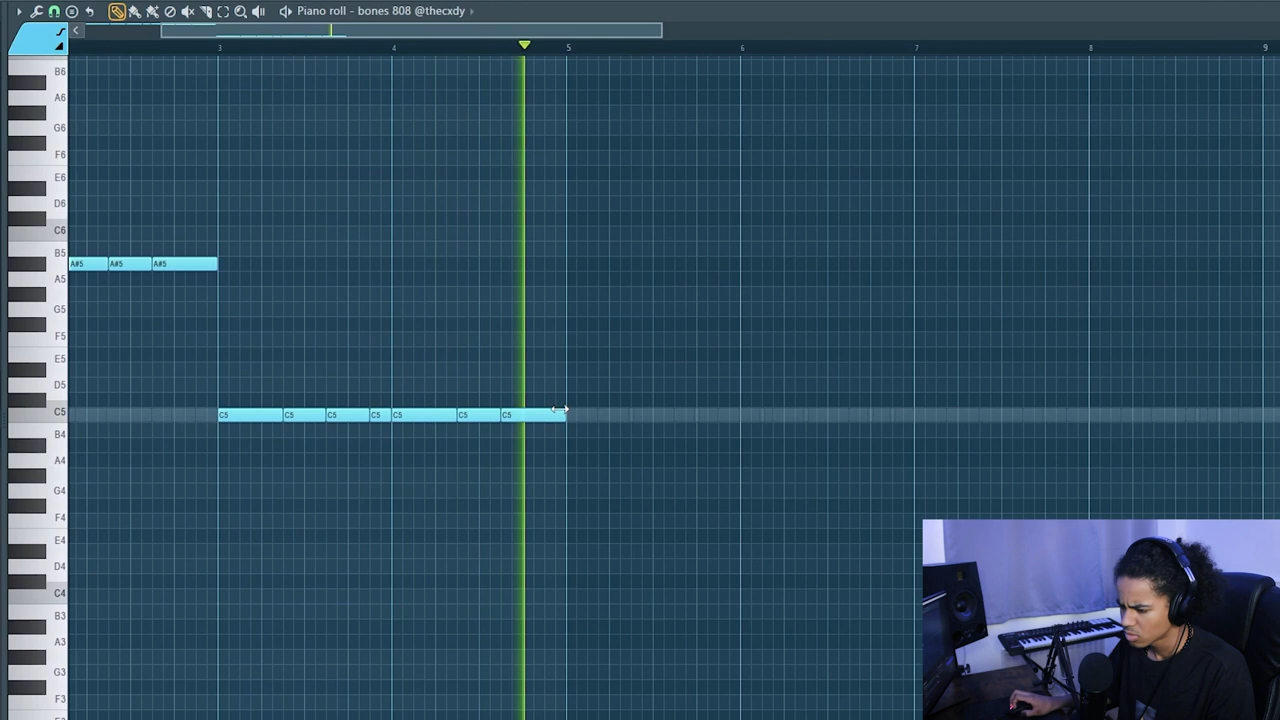 Piano roll - bones 808 @thecxdy
3 4 5 6 7 8 9
B6
A6
G6
F6
E6
D6
C6
B5
A#5 A#5 A#5
A5
G5
F5
E5
D5
C5
C5 C5 C5 C5 C5 C5 C5
B4
A4
G4
F4
E4
D4
C4
B3
A3
G3
F3